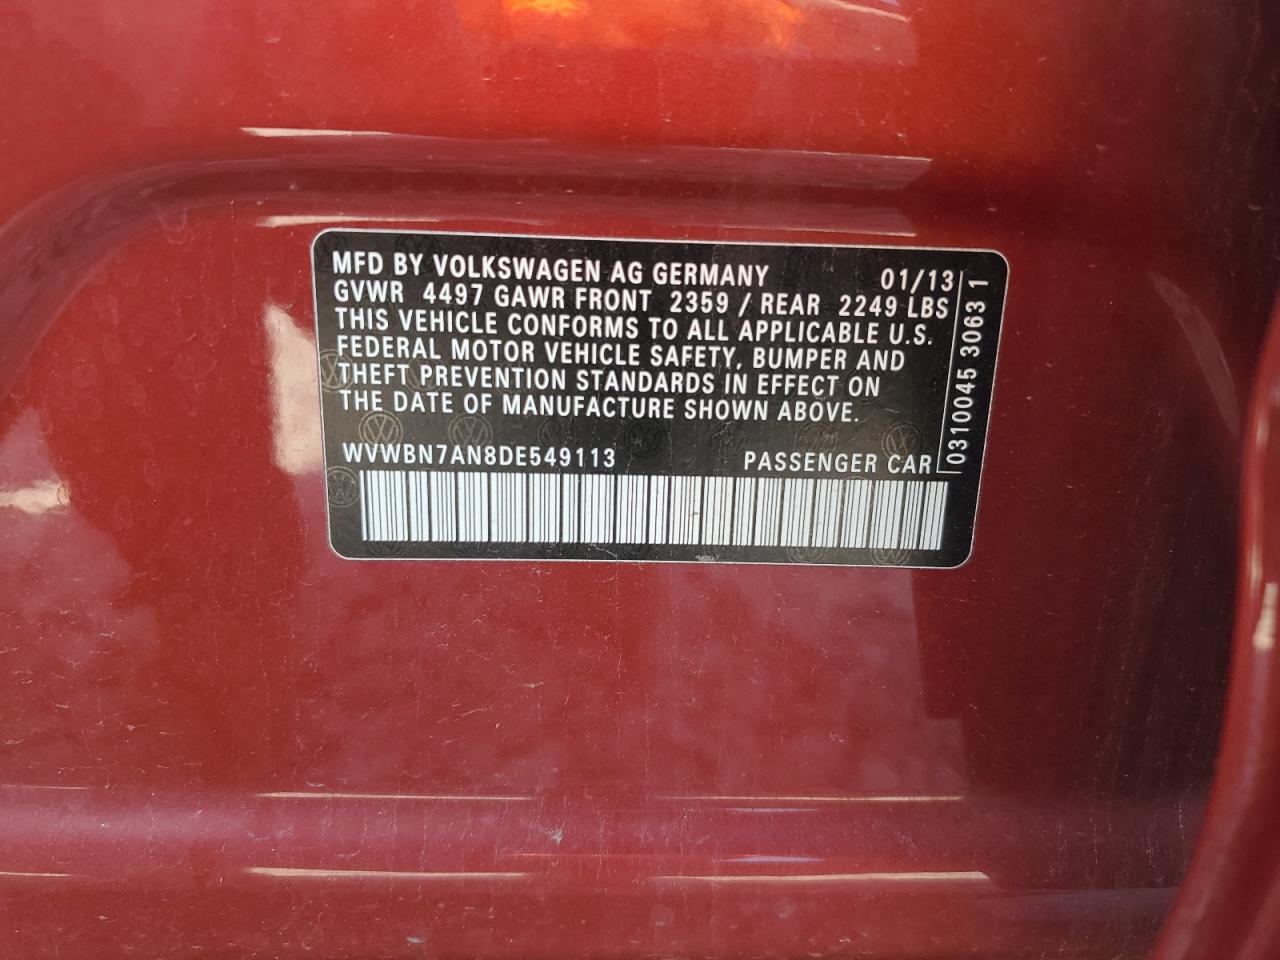 MFD BY VOLKSWAGEN AG GERMANY 01/13
GVWR 4497 GAWR FRONT 2359 / REAR 2249 LBS
THIS VEHICLE CONFORMS TO ALL APPLICABLE U.S.
FEDERAL MOTOR VEHICLE SAFETY, BUMPER AND
THEFT PREVENTION STANDARDS IN EFFECT ON
THE DATE OF MANUFACTURE SHOWN ABOVE.
WVWBN7AN8DE549113 PASSENGER CAR
0310045 3063 1